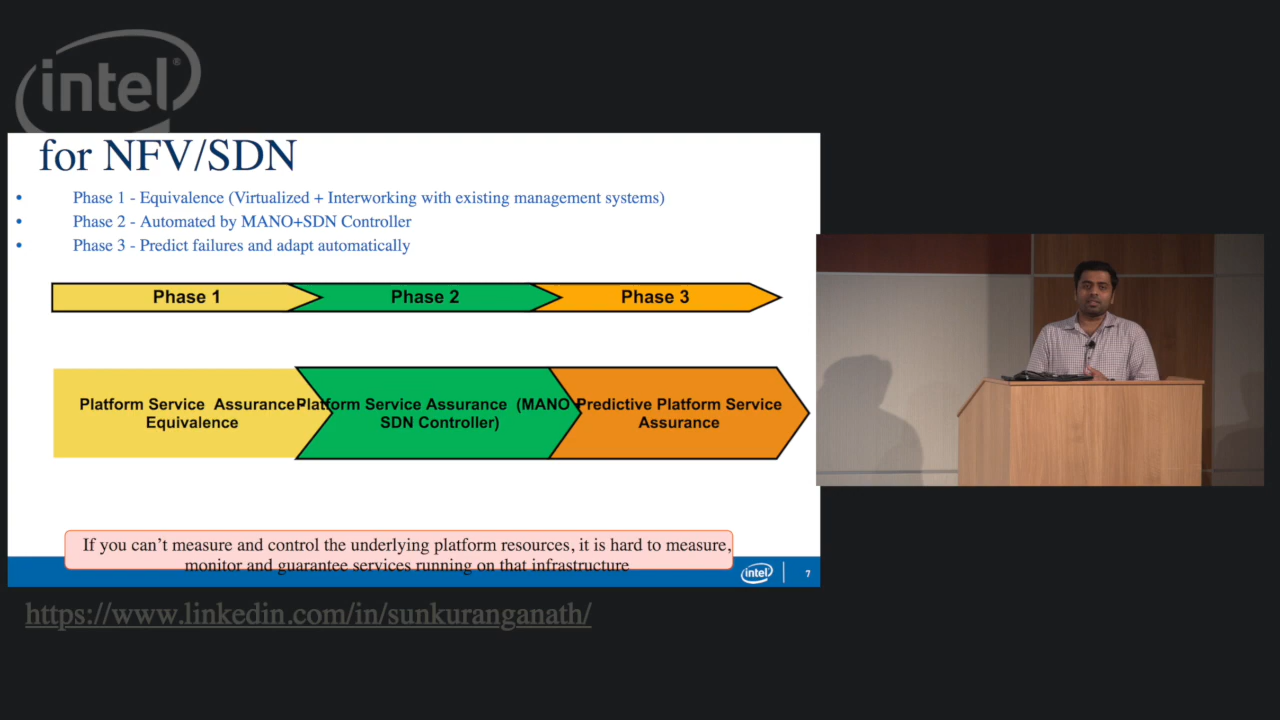 intel®
for NFV/SDN
• Phase 1 - Equivalence (Virtualized + Interworking with existing management systems)
• Phase 2 - Automated by MANO+SDN Controller
• Phase 3 - Predict failures and adapt automatically
Phase 1
Phase 2
Phase 3
Platform Service Assurance
Equivalence
Platform Service Assurance (MANO
SDN Controller)
Predictive Platform Service
Assurance
If you can't measure and control the underlying platform resources, it is hard to measure,
monitor and guarantee services running on that infrastructure
intel
7
https://www.linkedin.com/in/sunkuranganath/